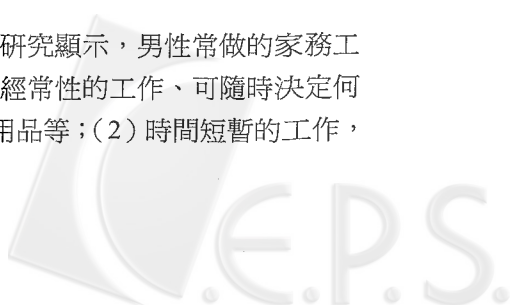 研究顯示，男性常做的家務工
經常性的工作、可隨時決定何
用品等；(2) 時間短暫的工作，
C.E.P.S.